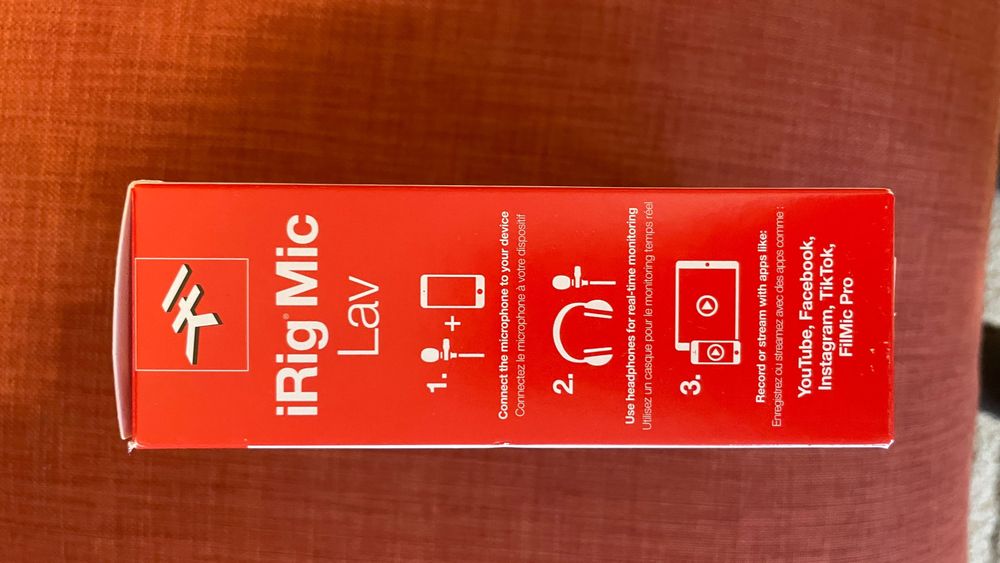 iRig® Mic
Lav
1.
+
Connect the microphone to your device
Connectez le microphone à votre dispositif
2.
Use headphones for real-time monitoring
Utilisez un casque pour le monitoring temps réel
3.
Record or stream with apps like:
Enregistrez ou streamez avec des apps comme :
YouTube, Facebook,
Instagram, TikTok,
FilMic Pro